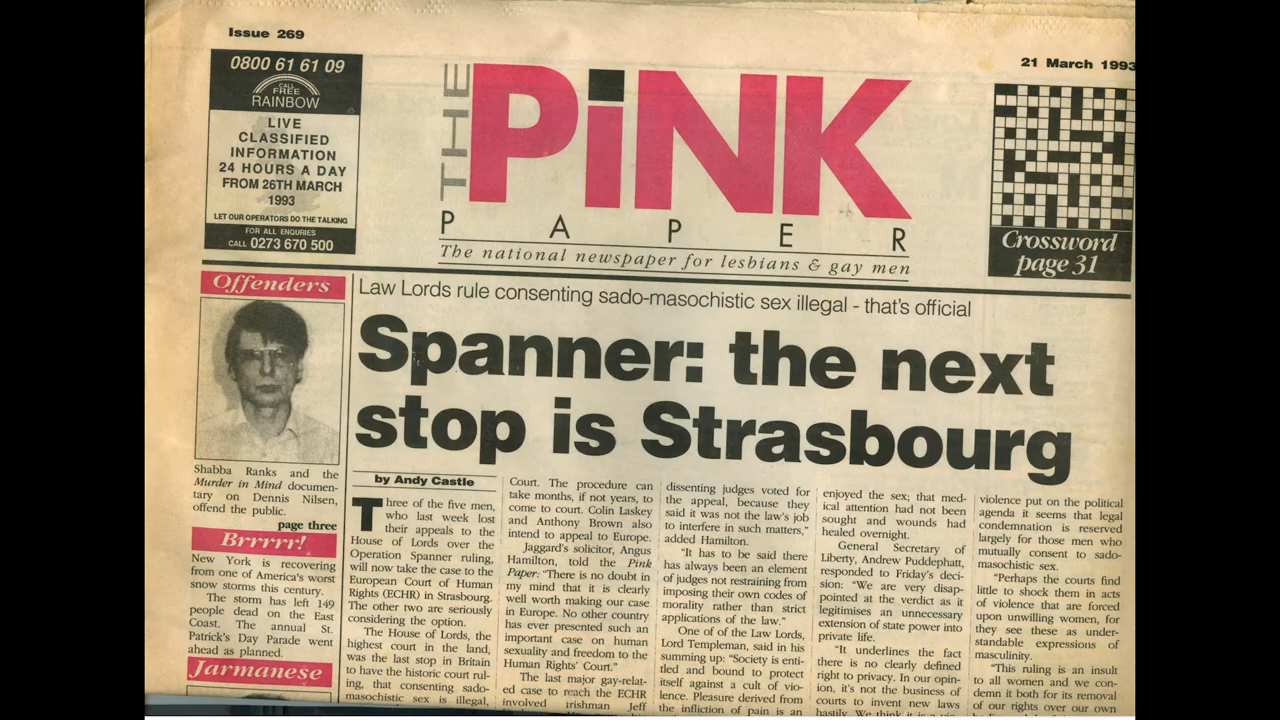 Issue 269
21 March 1993
0800 61 61 09
CALL
FREE
RAINBOW
LIVE
CLASSIFIED
INFORMATION
24 HOURS A DAY
FROM 26TH MARCH
1993
LET OUR OPERATORS DO THE TALKING
FOR ALL ENQUIRIES
CALL 0273 670 500
THE
PiNK
PAPER
The national newspaper for lesbians & gay men
Crossword
page 31
Offenders
Shabba Ranks and the
Murder in Mind documen-
tary on Dennis Nilsen,
offend the public.
page three
Brrrrr!
New York is recovering
from one of America's worst
snow storms this century.
The storm has left 149
people dead on the East
Coast. The annual St.
Patrick's Day Parade went
ahead as planned.
Jarmanese
Law Lords rule consenting sado-masochistic sex illegal - that's official
Spanner: the next
stop is Strasbourg
by Andy Castle
Three of the five men,
who last week lost
their appeals to the
House of Lords over the
Operation Spanner ruling,
will now take the case to the
European Court of Human
Rights (ECHR) in Strasbourg.
The other two are seriously
considering the option.
The House of Lords, the
highest court in the land,
was the last stop in Britain
to have the historic court rul-
ing, that consenting sado-
masochistic sex is illegal,
Court. The procedure can
take months, if not years, to
come to court. Colin Laskey
and Anthony Brown also
intend to appeal to Europe.
Jaggard's solicitor, Angus
Hamilton, told the Pink
Paper: "There is no doubt in
my mind that it is clearly
well worth making our case
in Europe. No other country
has ever presented such an
important case on human
sexuality and freedom to the
Human Rights' Court."
The last major gay-relat-
ed case to reach the ECHR
involved Irishman Jeff
dissenting judges voted for
the appeal, because they
said it was not the law's job
to interfere in such matters,"
added Hamilton.
"It has to be said there
has always been an element
of judges not restraining from
imposing their own codes of
morality rather than strict
applications of the law."
One of of the Law Lords,
Lord Templeman, said in his
summing up: "Society is enti-
tled and bound to protect
itself against a cult of vio-
lence. Pleasure derived from
the infliction of pain is an
enjoyed the sex; that med-
ical attention had not been
sought and wounds had
healed overnight.
General Secretary of
Liberty, Andrew Puddephatt,
responded to Friday's deci-
sion: "We are very disap-
pointed at the verdict as it
legitimises an unnecessary
extension of state power into
private life.
"It underlines the fact
there is no clearly defined
right to privacy. In our opin-
ion, it's not the business of
courts to invent new laws
hastily. We think it is a
violence put on the political
agenda it seems that legal
condemnation is reserved
largely for those men who
mutually consent to sado-
masochistic sex.
"Perhaps the courts find
little to shock them in acts
of violence that are forced
upon unwilling women, for
they see these as under-
standable expressions of
masculinity.
"This ruling is an insult
to all women and we con-
demn it both for its removal
of our rights over our own